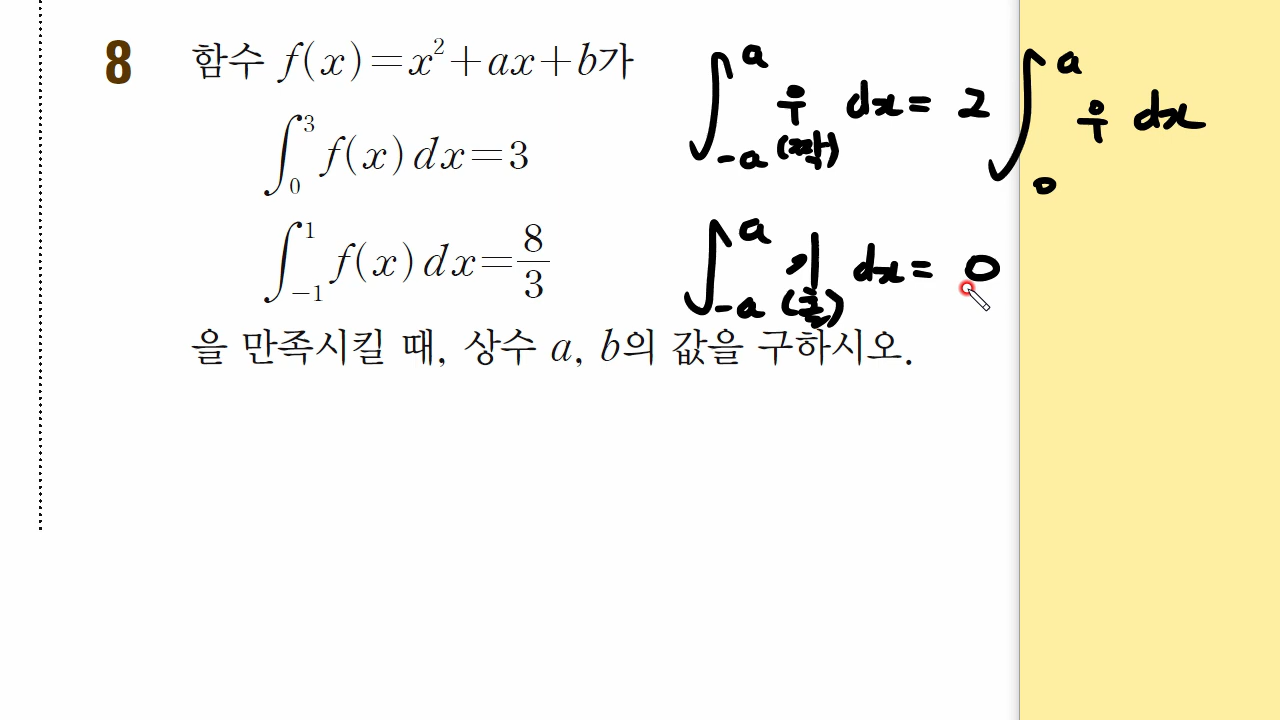 8 함수 f(x)=x²+ax+b가
∫₀³ f(x)dx=3
∫₋₁¹ f(x)dx=8/3
을 만족시킬 때, 상수 a, b의 값을 구하시오.
∫₋ₐᵃ 우(짝) dx = 2∫₀ᵃ 우 dx
∫₋ₐᵃ 기(홀) dx = 0